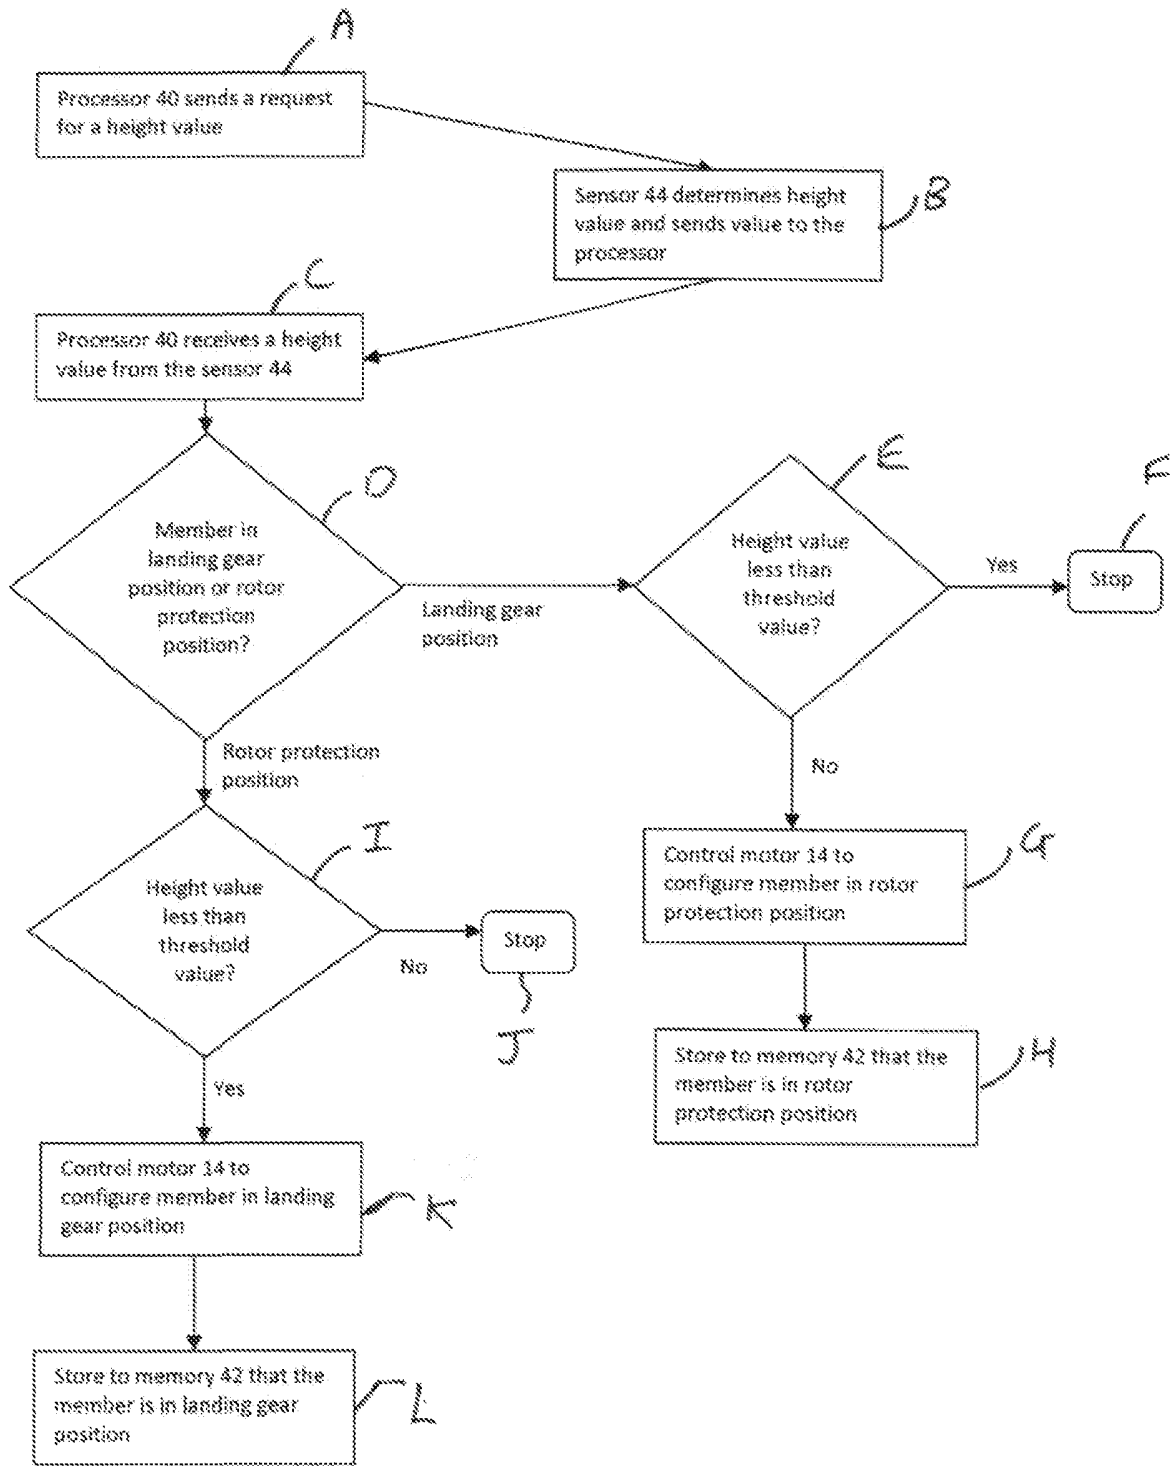 A
Processor 40 sends a request
for a height value
Sensor 44 determines height
value and sends value to the
processor
B
C
Processor 40 receives a height
value from the sensor 44
D
Member in
landing gear
position or rotor
protection
position?
Landing gear
position
E
Height value
less than
threshold
value?
Yes
F
Stop
Rotor protection
position
No
I
Height value
less than
threshold
value?
No
Stop
J
G
Control motor 14 to
configure member in rotor
protection position
Yes
H
Store to memory 42 that the
member is in rotor
protection position
Control motor 14 to
configure member in landing
gear position
K
Store to memory 42 that the
member is in landing gear
position
L